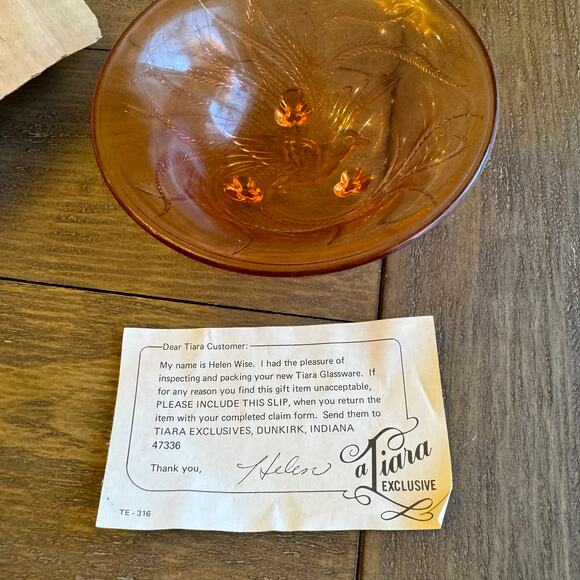 Dear Tiara Customer:
My name is Helen Wise. I had the pleasure of
inspecting and packing your new Tiara Glassware. If
for any reason you find this gift item unacceptable,
PLEASE INCLUDE THIS SLIP, when you return the
item with your completed claim form. Send them to
TIARA EXCLUSIVES, DUNKIRK, INDIANA
47336
Thank you,
Helen
a Tiara
EXCLUSIVE
TE - 316